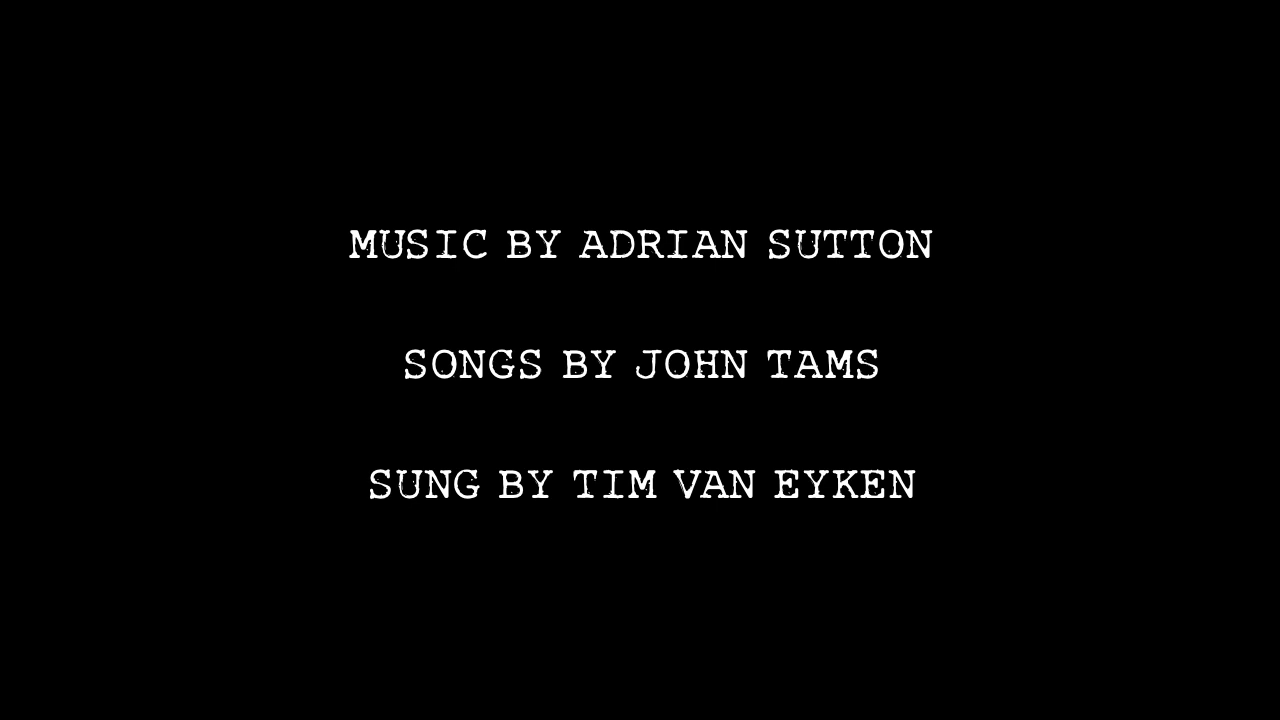 MUSIC BY ADRIAN SUTTON
SONGS BY JOHN TAMS
SUNG BY TIM VAN EYKEN